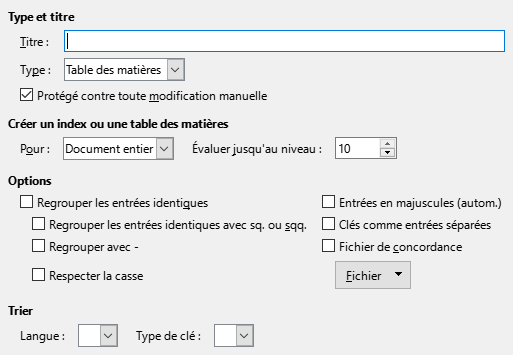 Type et titre
Titre :
Type : Table des matières
Protégé contre toute modification manuelle
Créer un index ou une table des matières
Pour : Document entier Évaluer jusqu'au niveau : 10
Options
Regrouper les entrées identiques Entrées en majuscules (autom.)
Regrouper les entrées identiques avec sq. ou sqq. Clés comme entrées séparées
Regrouper avec - Fichier de concordance
Respecter la casse Fichier
Trier
Langue : Type de clé :